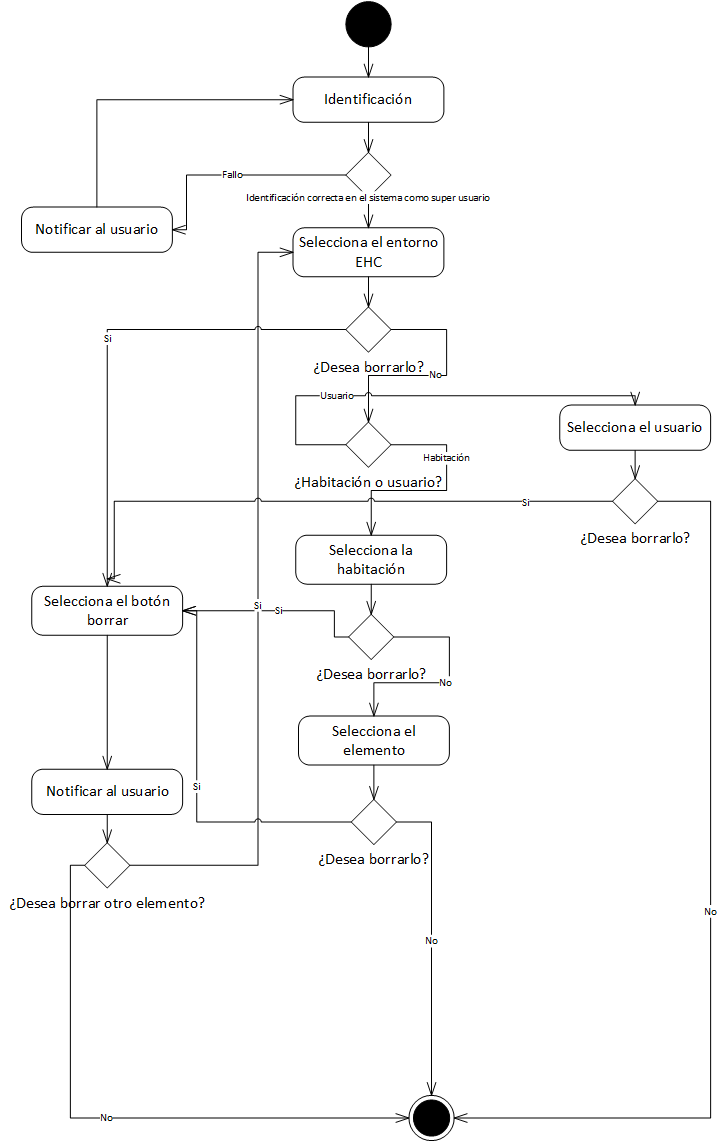 Identificación
Fallo
Identificación correcta en el sistema como super usuario
Notificar al usuario
Selecciona el entorno
EHC
Si
¿Desea borrarlo?
No
Usuario
Selecciona el usuario
Habitación
¿Habitación o usuario?
Si
¿Desea borrarlo?
Selecciona la
habitación
Selecciona el botón
borrar
Si
Si
¿Desea borrarlo?
No
Selecciona el
elemento
Notificar al usuario
Si
¿Desea borrarlo?
¿Desea borrar otro elemento?
No
No
No